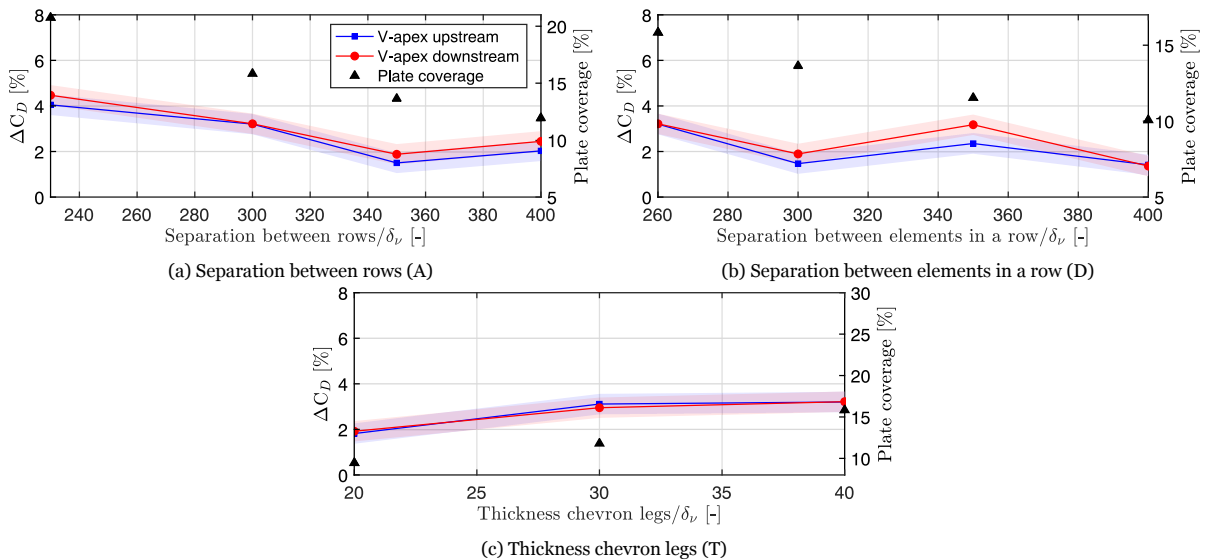 8
6
4
2
0
ΔC_D [%]
20
15
10
5
Plate coverage [%]
V-apex upstream
V-apex downstream
Plate coverage
240 260 280 300 320 340 360 380 400
Separation between rows/δ_ν [-]
(a) Separation between rows (A)
8
6
4
2
0
ΔC_D [%]
15
10
5
Plate coverage [%]
260 280 300 320 340 360 380 400
Separation between elements in a row/δ_ν [-]
(b) Separation between elements in a row (D)
8
6
4
2
0
ΔC_D [%]
30
25
20
15
10
Plate coverage [%]
20 25 30 35 40
Thickness chevron legs/δ_ν [-]
(c) Thickness chevron legs (T)